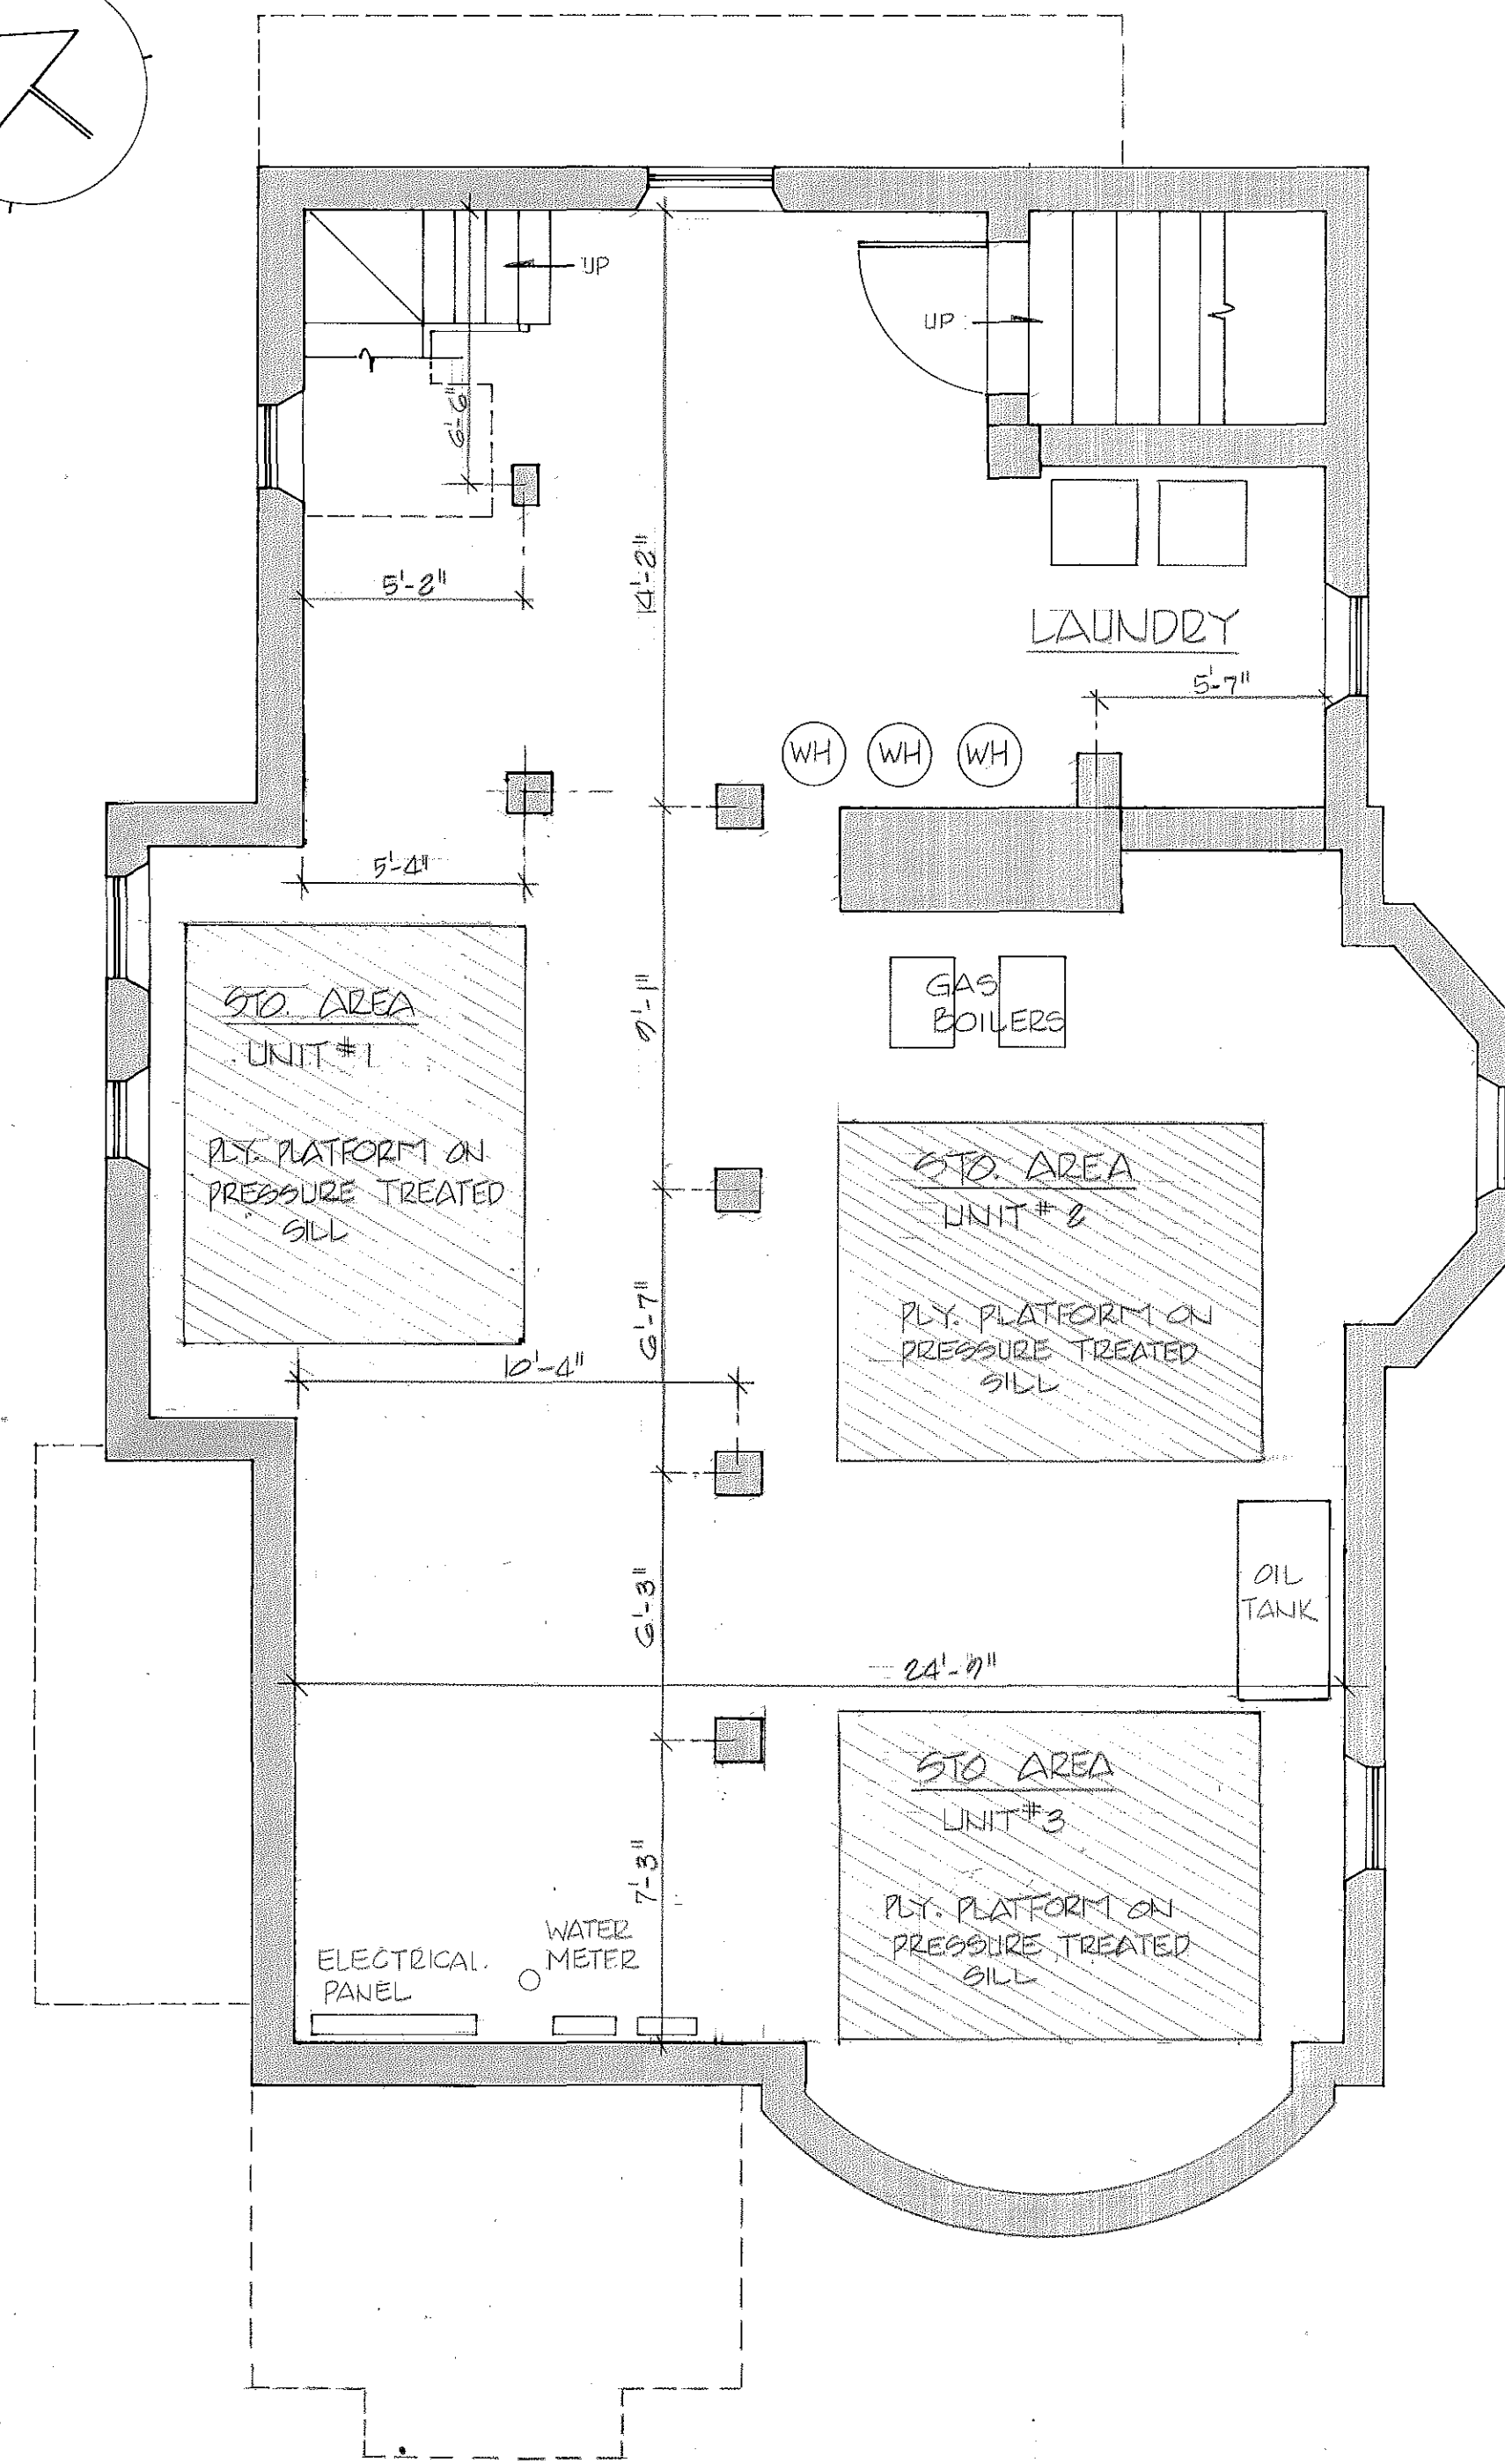 UP
UP
6'-6"
5'-2"
14'-2"
LAUNDRY
5'-7"
WH WH WH
5'-4"
STO. AREA
UNIT #1
PLY. PLATFORM ON
PRESSURE TREATED
SILL
9'-1"
GAS
BOILERS
STO. AREA
UNIT # 2
PLY. PLATFORM ON
PRESSURE TREATED
SILL
6'-7"
10'-4"
6'-3"
OIL
TANK
24'-9"
STO AREA
UNIT #3
PLY. PLATFORM ON
PRESSURE TREATED
SILL
7'-3"
WATER
METER
ELECTRICAL.
PANEL